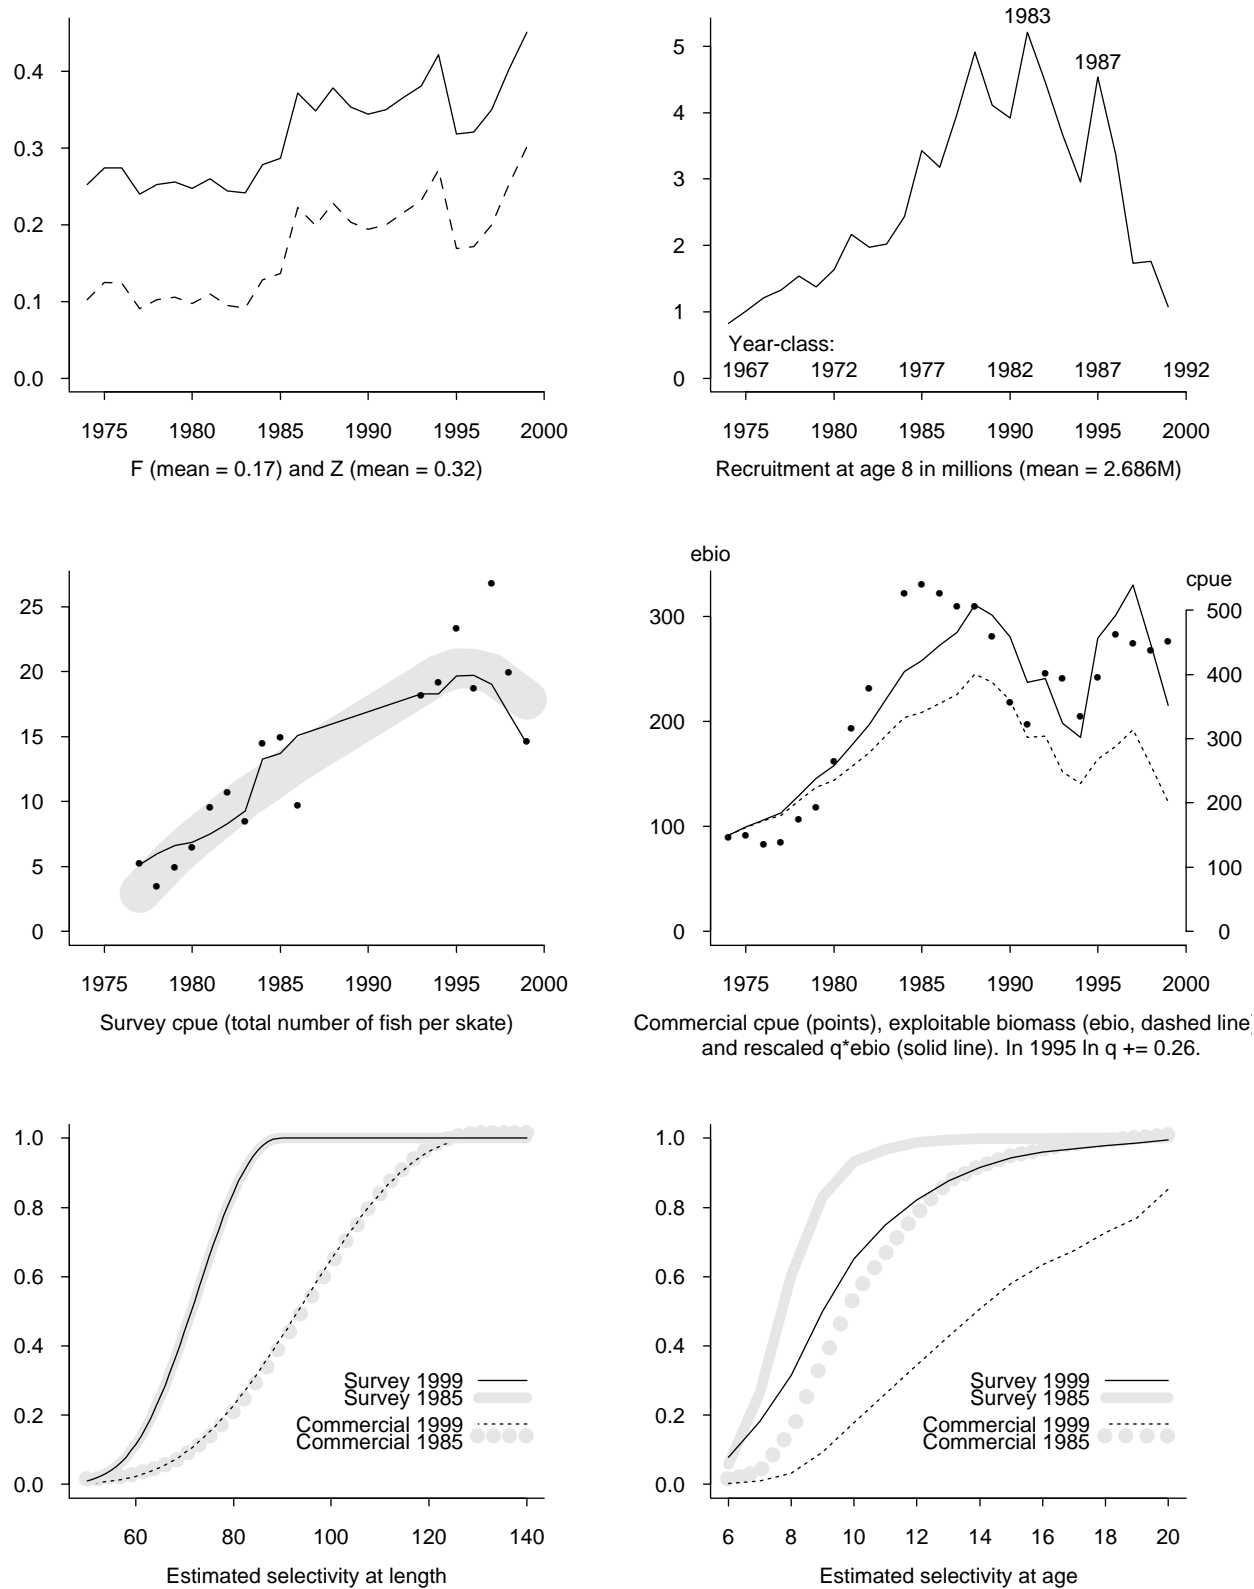 0.0 0.1 0.2 0.3 0.4
1975 1980 1985 1990 1995 2000
F (mean = 0.17) and Z (mean = 0.32)
1983
1987
0 1 2 3 4 5
Year-class:
1967 1972 1977 1982 1987 1992
1975 1980 1985 1990 1995 2000
Recruitment at age 8 in millions (mean = 2.686M)
0 5 10 15 20 25
1975 1980 1985 1990 1995 2000
Survey cpue (total number of fish per skate)
ebio
cpue
0 100 200 300
0 100 200 300 400 500
1975 1980 1985 1990 1995 2000
Commercial cpue (points), exploitable biomass (ebio, dashed line)
and rescaled q*ebio (solid line). In 1995 ln q += 0.26.
0.0 0.2 0.4 0.6 0.8 1.0
Survey 1999
Survey 1985
Commercial 1999
Commercial 1985
60 80 100 120 140
Estimated selectivity at length
0.0 0.2 0.4 0.6 0.8 1.0
Survey 1999
Survey 1985
Commercial 1999
Commercial 1985
6 8 10 12 14 16 18 20
Estimated selectivity at age